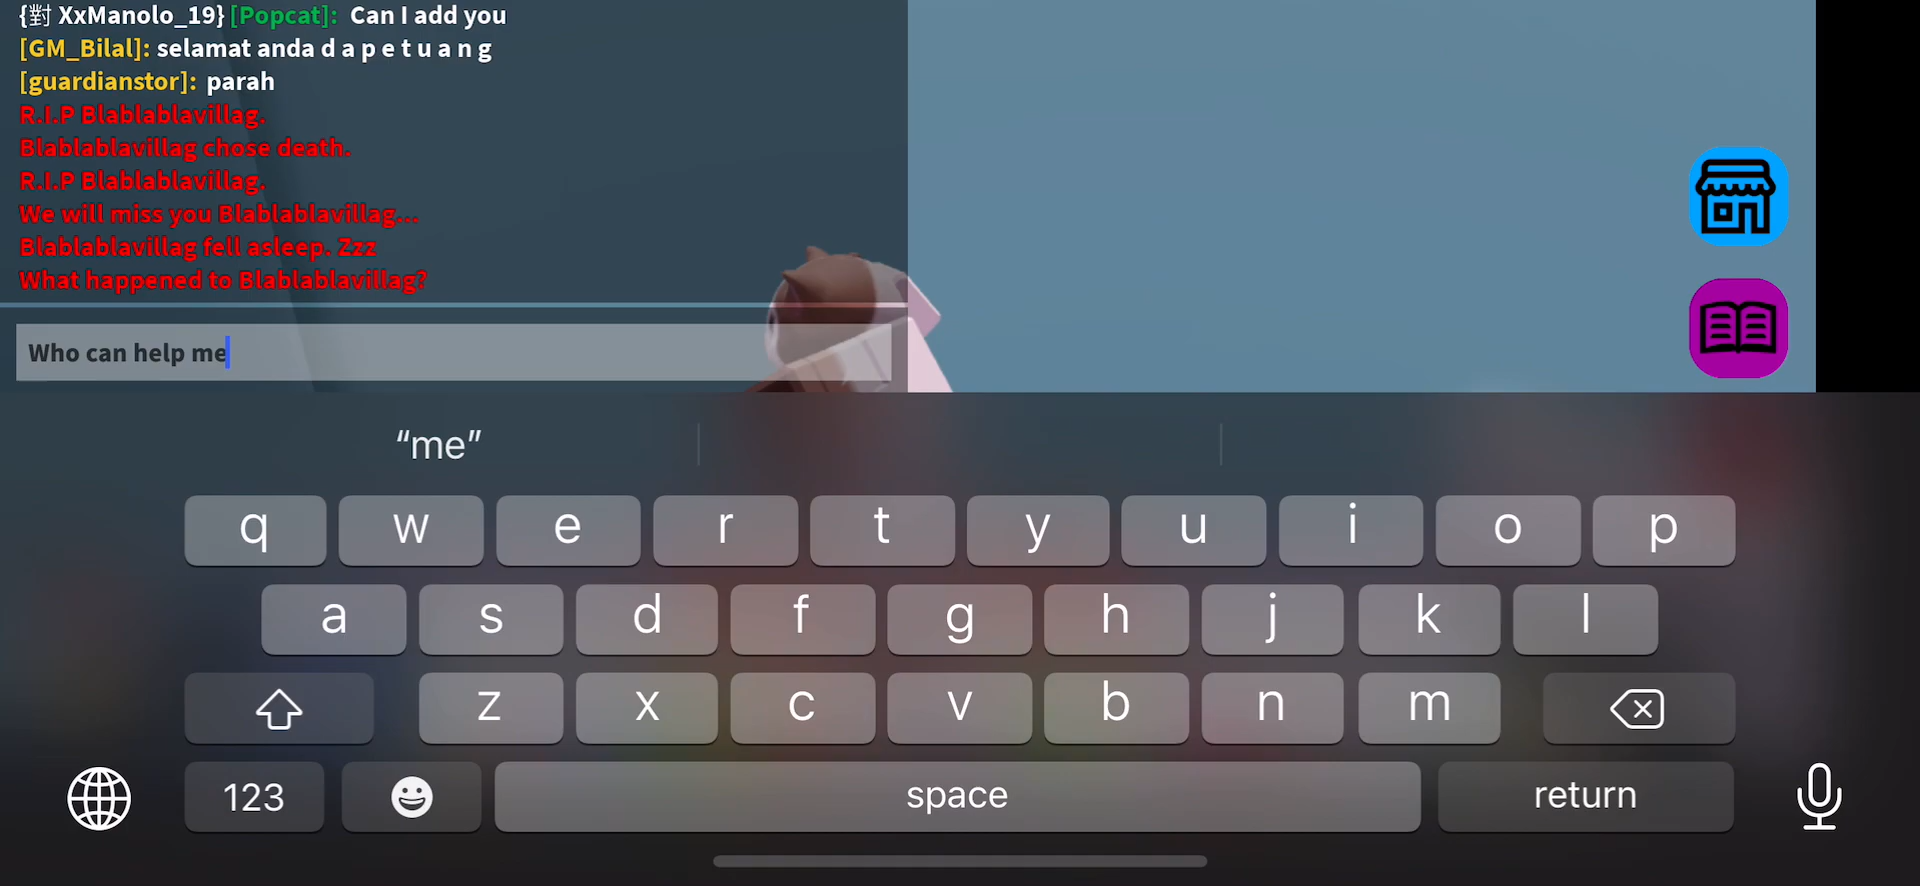 {對 XxManolo_19} [Popcat]: Can I add you
[GM_Bilal]: selamat anda d a p e t u a n g
[guardianstor]: parah
R.I.P Blablablavillag.
Blablablavillag chose death.
R.I.P Blablablavillag.
We will miss you Blablablavillag...
Blablablavillag fell asleep. Zzz
What happened to Blablablavillag?
Who can help me
“me”
q w e r t y u i o p
a s d f g h j k l
z x c v b n m
123 space return